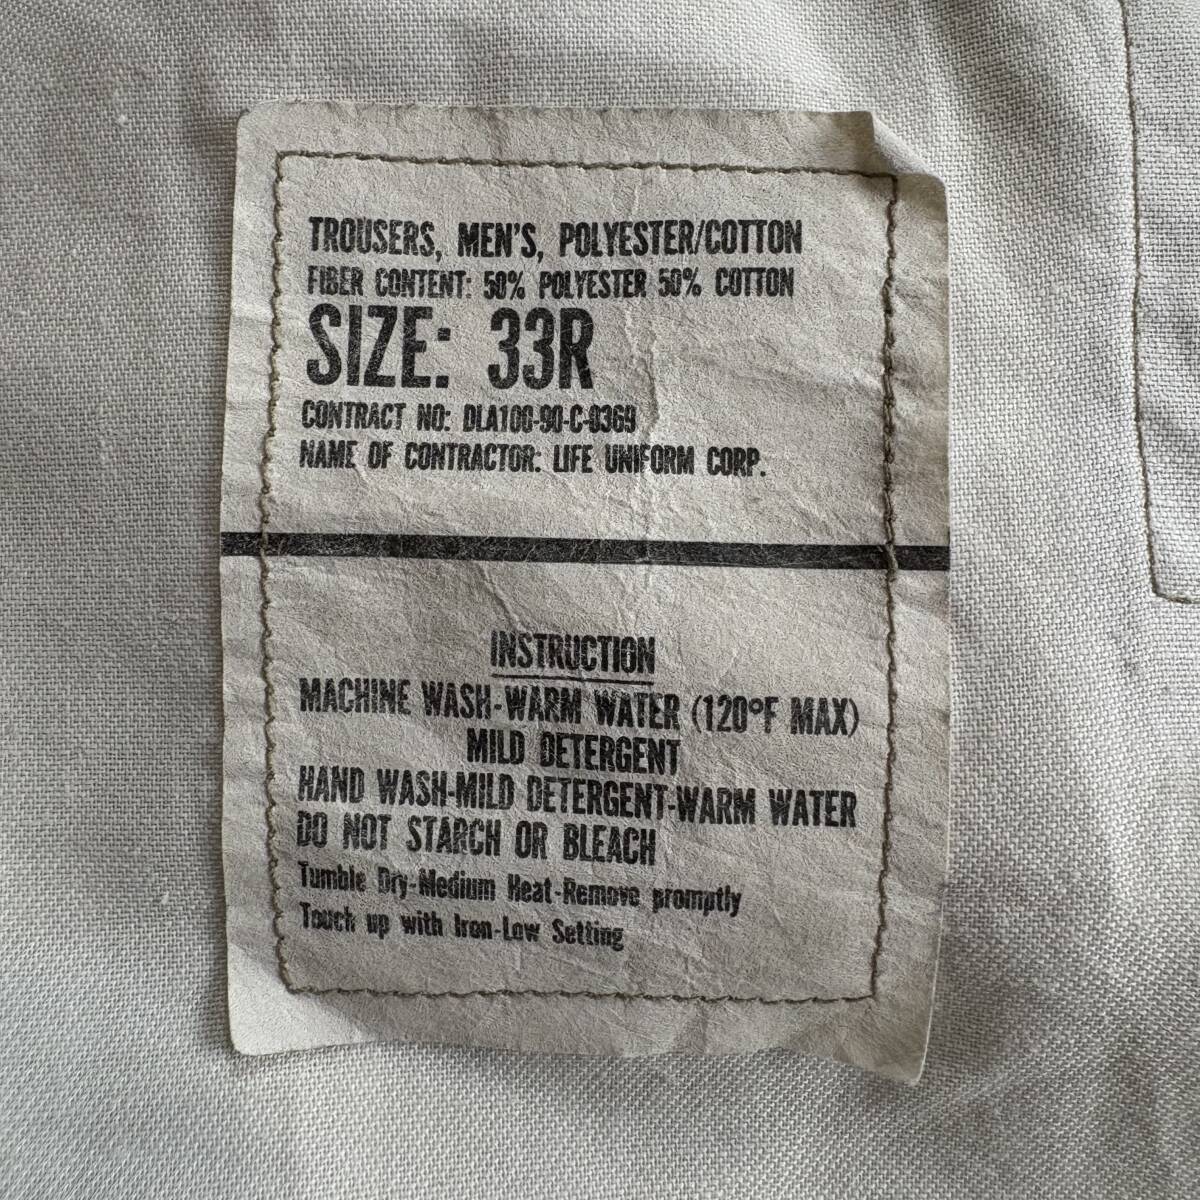 TROUSERS, MEN'S, POLYESTER/COTTON
FIBER CONTENT: 50% POLYESTER 50% COTTON
SIZE: 33R
CONTRACT NO: DLA100-90-C-0369
NAME OF CONTRACTOR: LIFE UNIFORM CORP.
INSTRUCTION
MACHINE WASH-WARM WATER (120°F MAX)
MILD DETERGENT
HAND WASH-MILD DETERGENT-WARM WATER
DO NOT STARCH OR BLEACH
Tumble Dry-Medium Heat-Remove promptly
Touch up with Iron-Low Setting